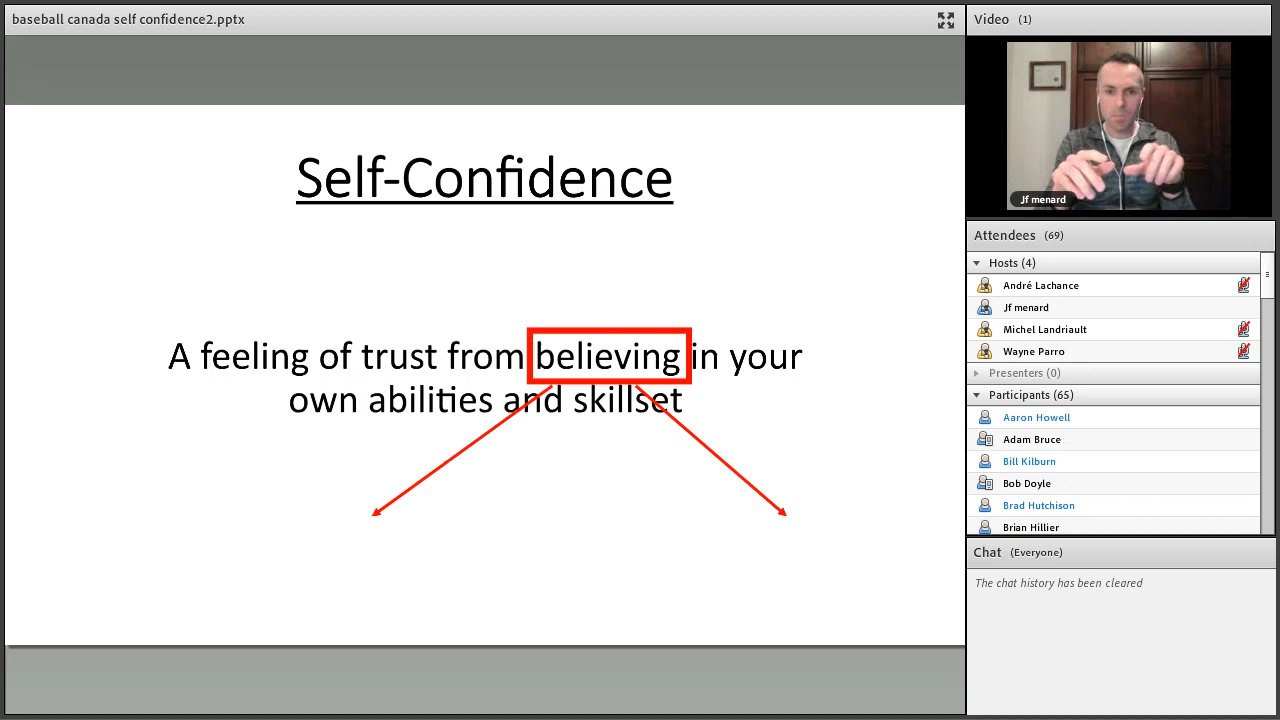 baseball canada self confidence2.pptx
Self-Confidence
A feeling of trust from believing in your
own abilities and skillset
Video (1)
Jf menard
Attendees (69)
Hosts (4)
André Lachance
Jf menard
Michel Landriault
Wayne Parro
Presenters (0)
Participants (65)
Aaron Howell
Adam Bruce
Bill Kilburn
Bob Doyle
Brad Hutchison
Brian Hillier
Chat (Everyone)
The chat history has been cleared